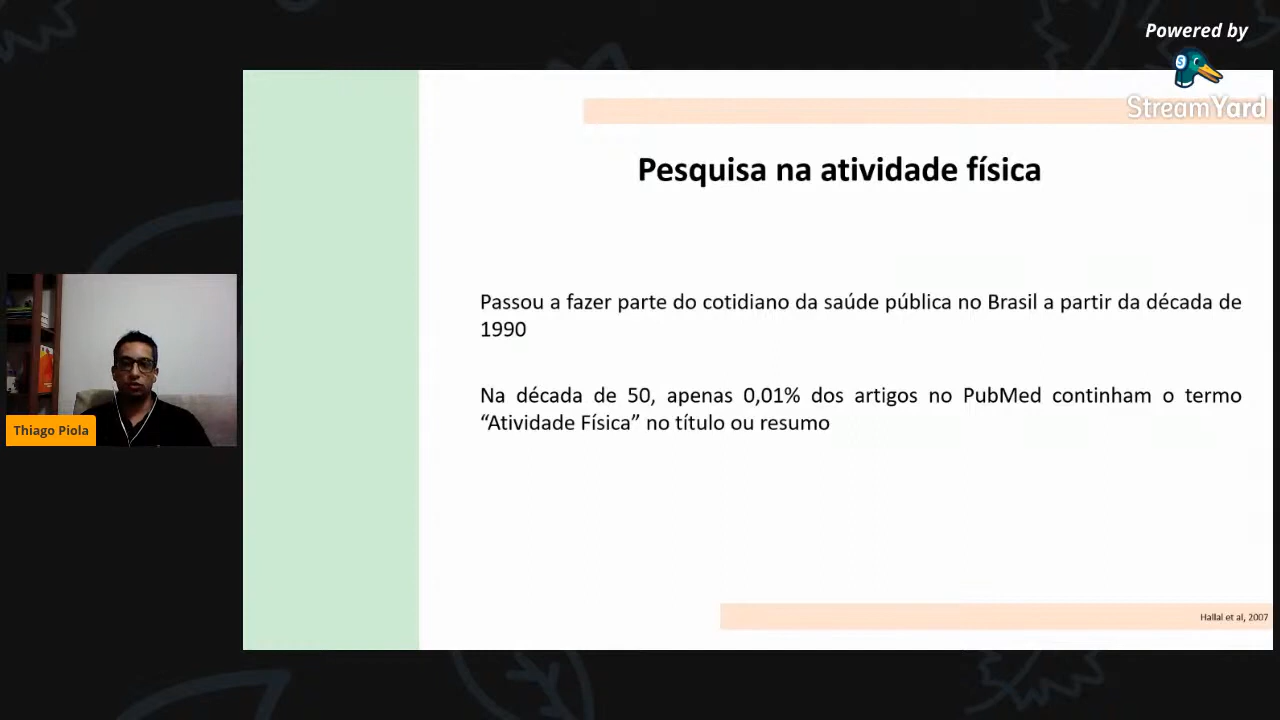 Powered by
StreamYard
Pesquisa na atividade física
Passou a fazer parte do cotidiano da saúde pública no Brasil a partir da década de
1990
Na década de 50, apenas 0,01% dos artigos no PubMed continham o termo
“Atividade Física” no título ou resumo
Thiago Piola
Hallal et al, 2007